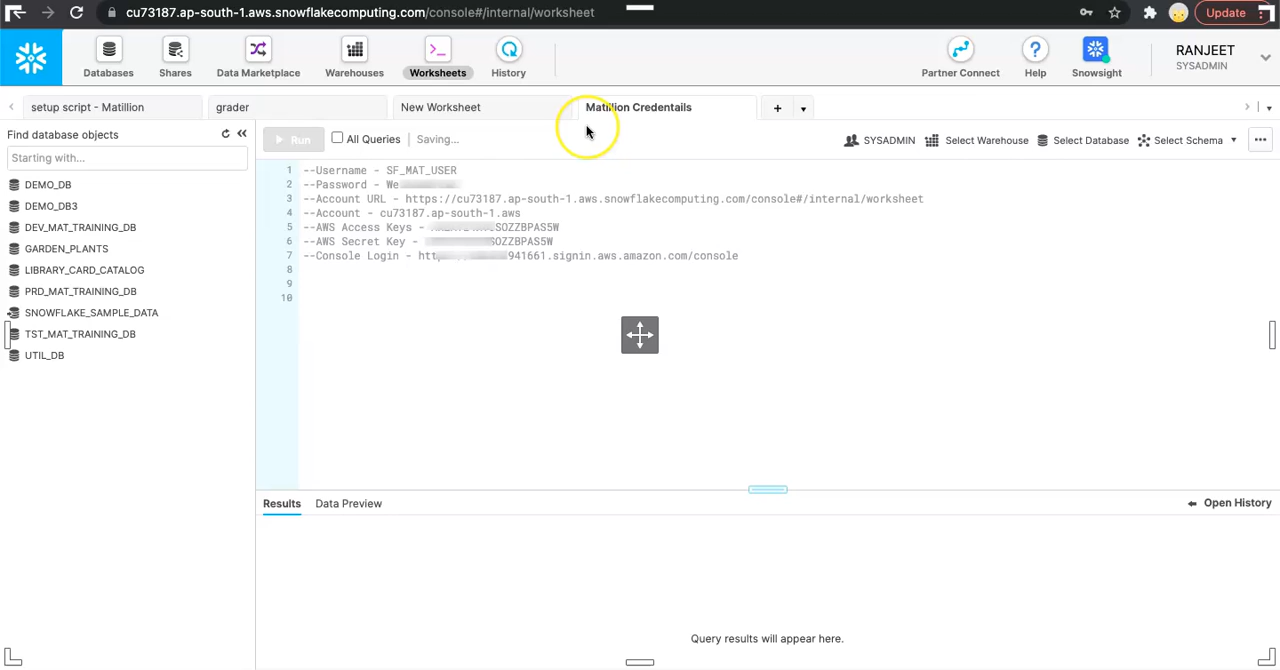 cu73187.ap-south-1.aws.snowflakecomputing.com/console#/internal/worksheet
Update
Databases
Shares
Data Marketplace
Warehouses
Worksheets
History
Partner Connect
Help
Snowsight
RANJEET
SYSADMIN
setup script - Matillion
grader
New Worksheet
Matillion Credentails
Find database objects
Starting with...
Run
All Queries
Saving...
SYSADMIN
Select Warehouse
Select Database
Select Schema
DEMO_DB
DEMO_DB3
DEV_MAT_TRAINING_DB
GARDEN_PLANTS
LIBRARY_CARD_CATALOG
PRD_MAT_TRAINING_DB
SNOWFLAKE_SAMPLE_DATA
TST_MAT_TRAINING_DB
UTIL_DB
1 --Username - SF_MAT_USER
2 --Password - We
3 --Account URL - https://cu73187.ap-south-1.aws.snowflakecomputing.com/console#/internal/worksheet
4 --Account - cu73187.ap-south-1.aws
5 --AWS Access Keys - SOZZBPAS5W
6 --AWS Secret Key - SOZZBPAS5W
7 --Console Login - htt 941661.signin.aws.amazon.com/console
8
9
10
Results
Data Preview
Open History
Query results will appear here.